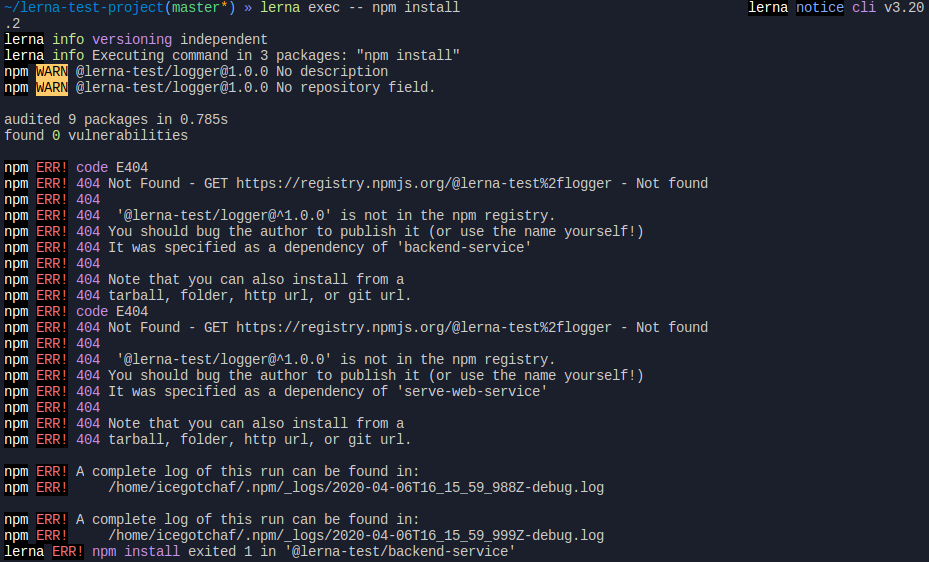 ~/lerna-test-project(master*) » lerna exec -- npm install lerna notice cli v3.20
.2
lerna info versioning independent
lerna info Executing command in 3 packages: "npm install"
npm WARN @lerna-test/logger@1.0.0 No description
npm WARN @lerna-test/logger@1.0.0 No repository field.
audited 9 packages in 0.785s
found 0 vulnerabilities
npm ERR! code E404
npm ERR! 404 Not Found - GET https://registry.npmjs.org/@lerna-test%2flogger - Not found
npm ERR! 404
npm ERR! 404  '@lerna-test/logger@^1.0.0' is not in the npm registry.
npm ERR! 404 You should bug the author to publish it (or use the name yourself!)
npm ERR! 404 It was specified as a dependency of 'backend-service'
npm ERR! 404
npm ERR! 404 Note that you can also install from a
npm ERR! 404 tarball, folder, http url, or git url.
npm ERR! code E404
npm ERR! 404 Not Found - GET https://registry.npmjs.org/@lerna-test%2flogger - Not found
npm ERR! 404
npm ERR! 404  '@lerna-test/logger@^1.0.0' is not in the npm registry.
npm ERR! 404 You should bug the author to publish it (or use the name yourself!)
npm ERR! 404 It was specified as a dependency of 'serve-web-service'
npm ERR! 404
npm ERR! 404 Note that you can also install from a
npm ERR! 404 tarball, folder, http url, or git url.
npm ERR! A complete log of this run can be found in:
npm ERR!     /home/icegotchaf/.npm/_logs/2020-04-06T16_15_59_988Z-debug.log
npm ERR! A complete log of this run can be found in:
npm ERR!     /home/icegotchaf/.npm/_logs/2020-04-06T16_15_59_999Z-debug.log
lerna ERR! npm install exited 1 in '@lerna-test/backend-service'